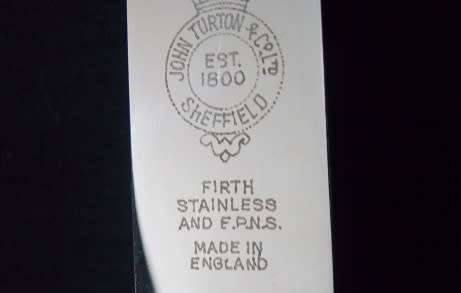 JOHN TURTON & Co LTD
EST.
1800
SHEFFIELD
FIRTH
STAINLESS
AND E.P.N.S.
MADE IN
ENGLAND